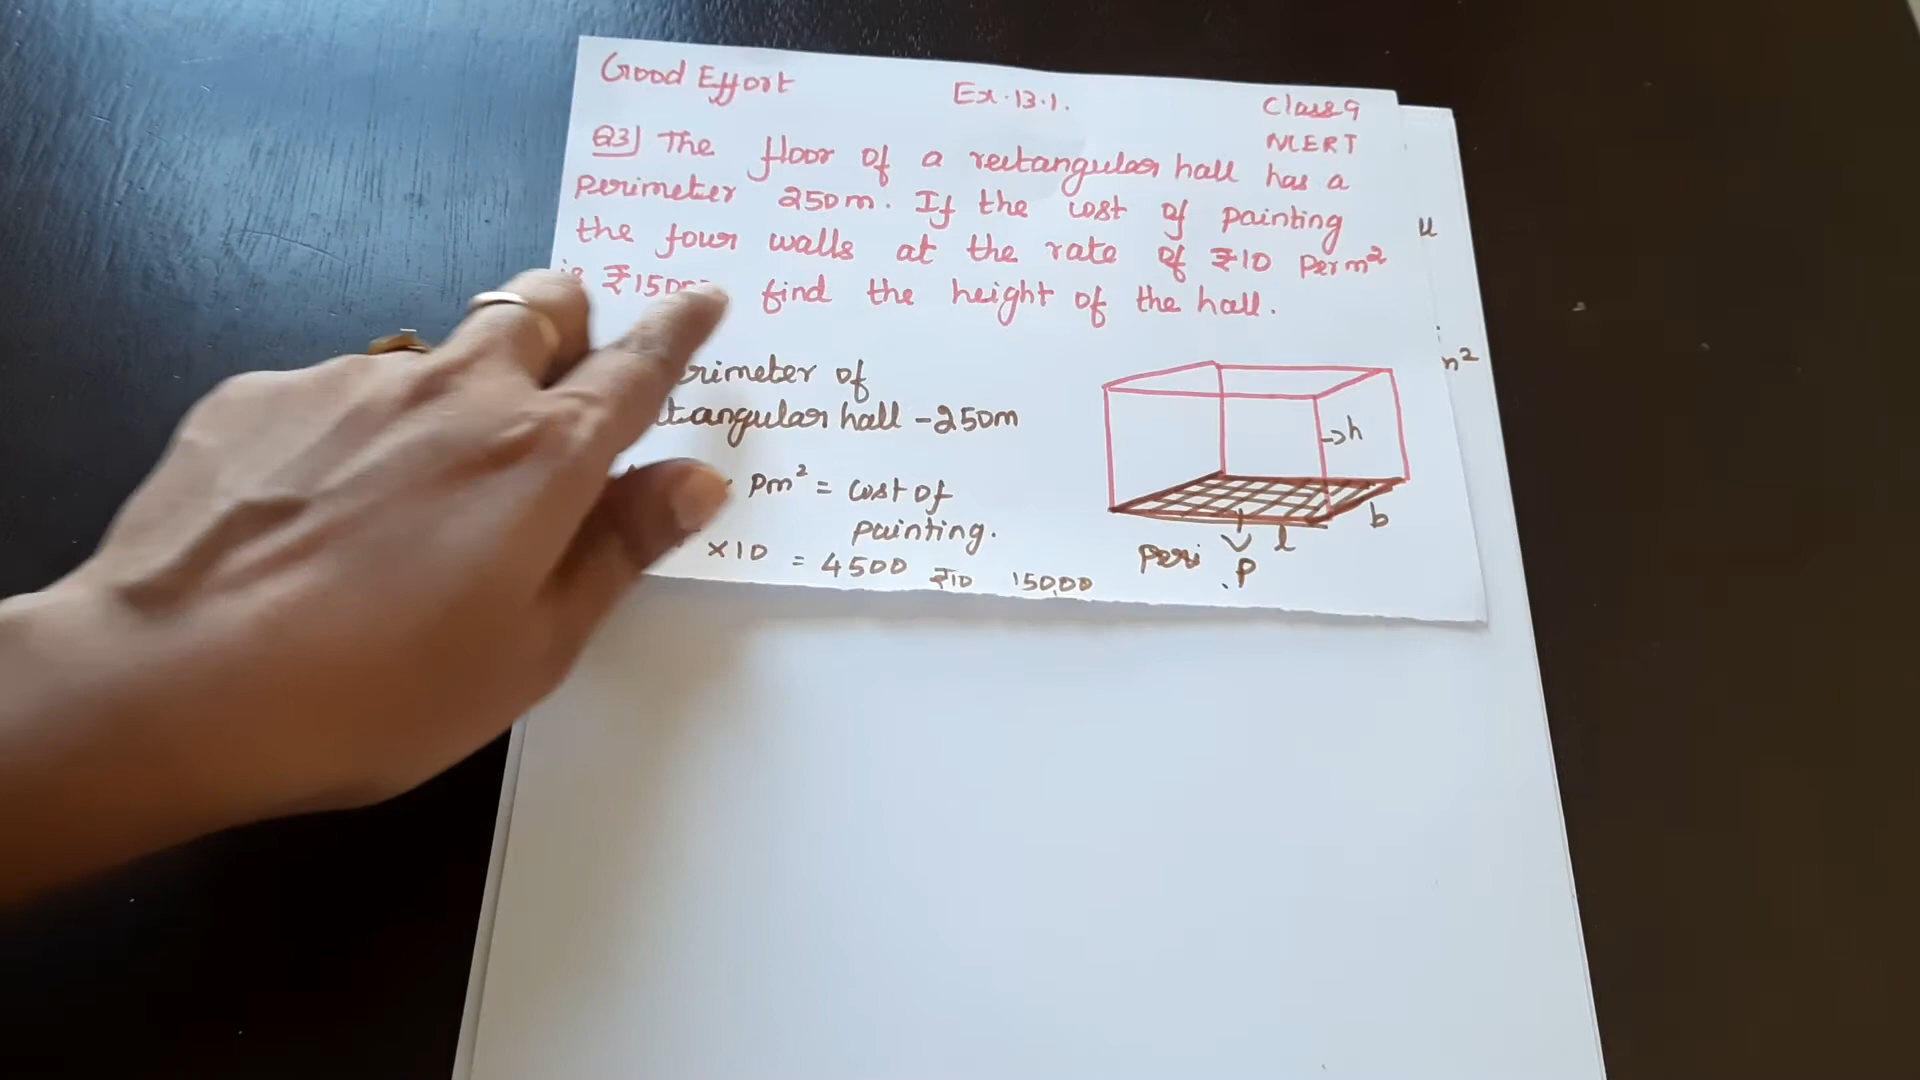 Good Effort Ex.13.1. Class 9
NCERT
Q3] The floor of a rectangular hall has a
perimeter 250m. If the cost of painting
the four walls at the rate of ₹10 per m²
find the height of the hall.
of
hall - 250m
Pm² = cost of
painting.
×10 = 4500 ₹10 15000
h
b
l
peri
P